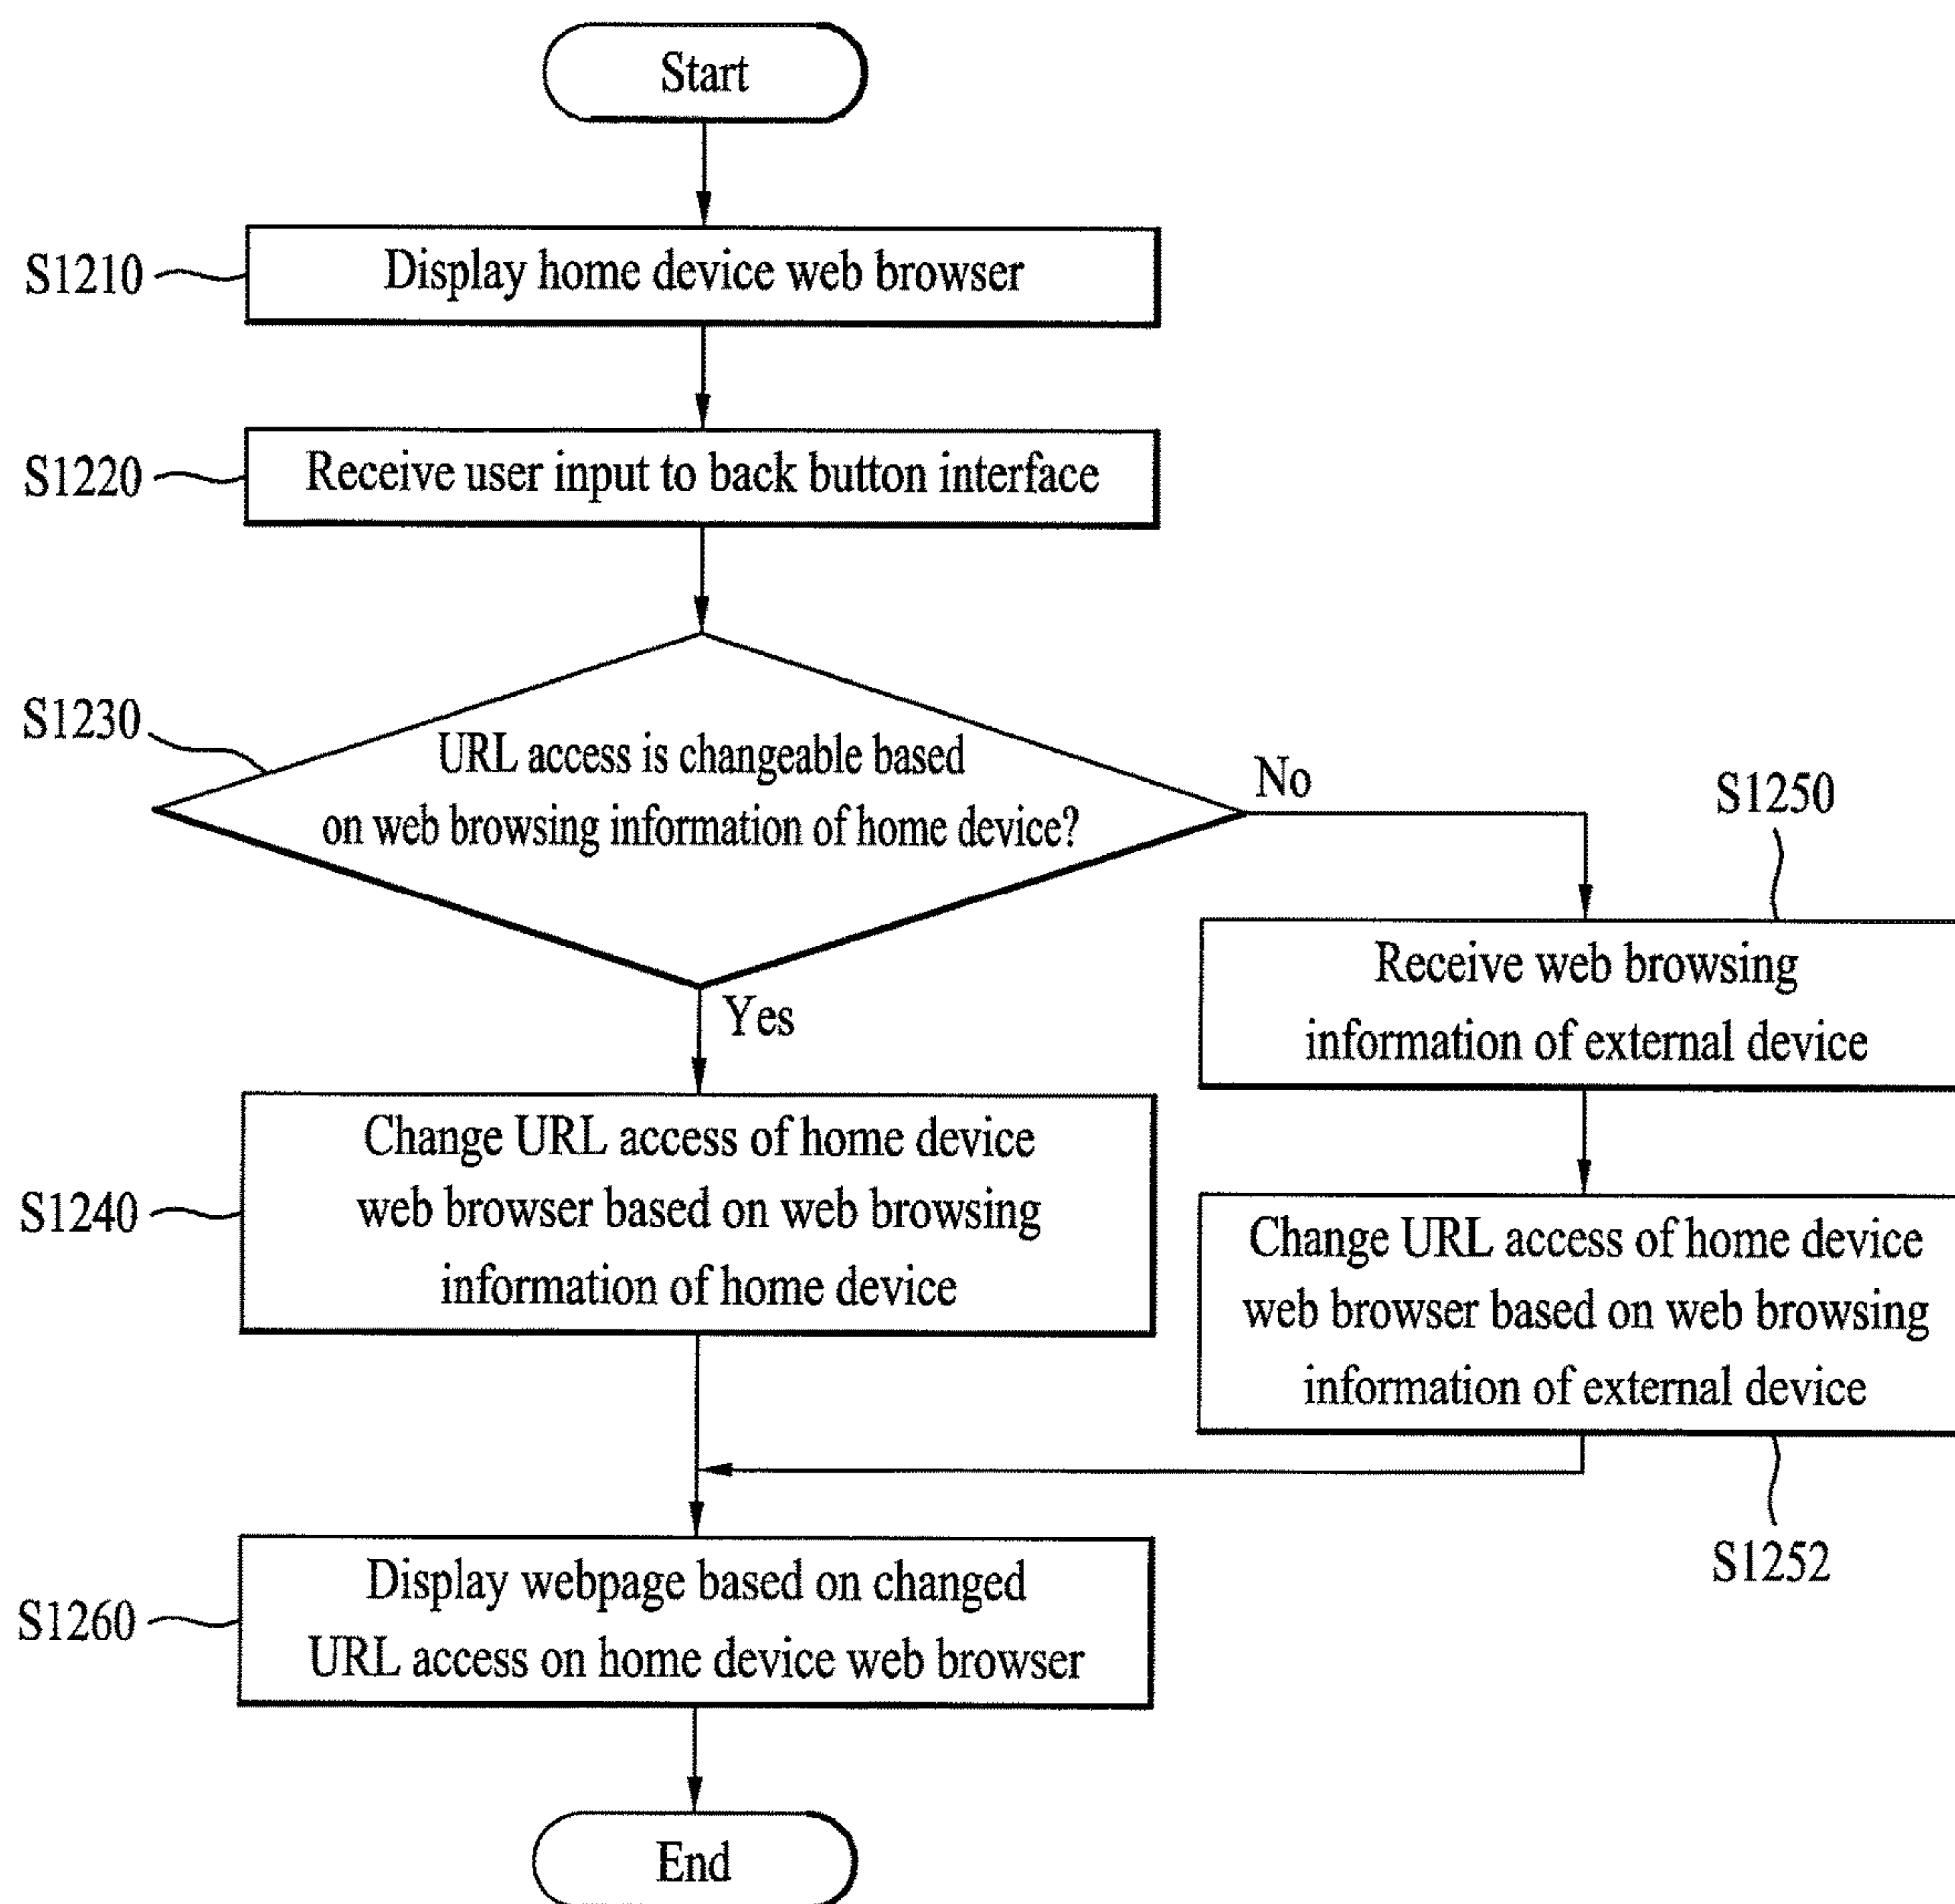 Start
S1210
Display home device web browser
S1220
Receive user input to back button interface
S1230
URL access is changeable based
on web browsing information of home device?
No
Yes
S1250
Receive web browsing
information of external device
S1240
Change URL access of home device
web browser based on web browsing
information of home device
Change URL access of home device
web browser based on web browsing
information of external device
S1252
S1260
Display webpage based on changed
URL access on home device web browser
End